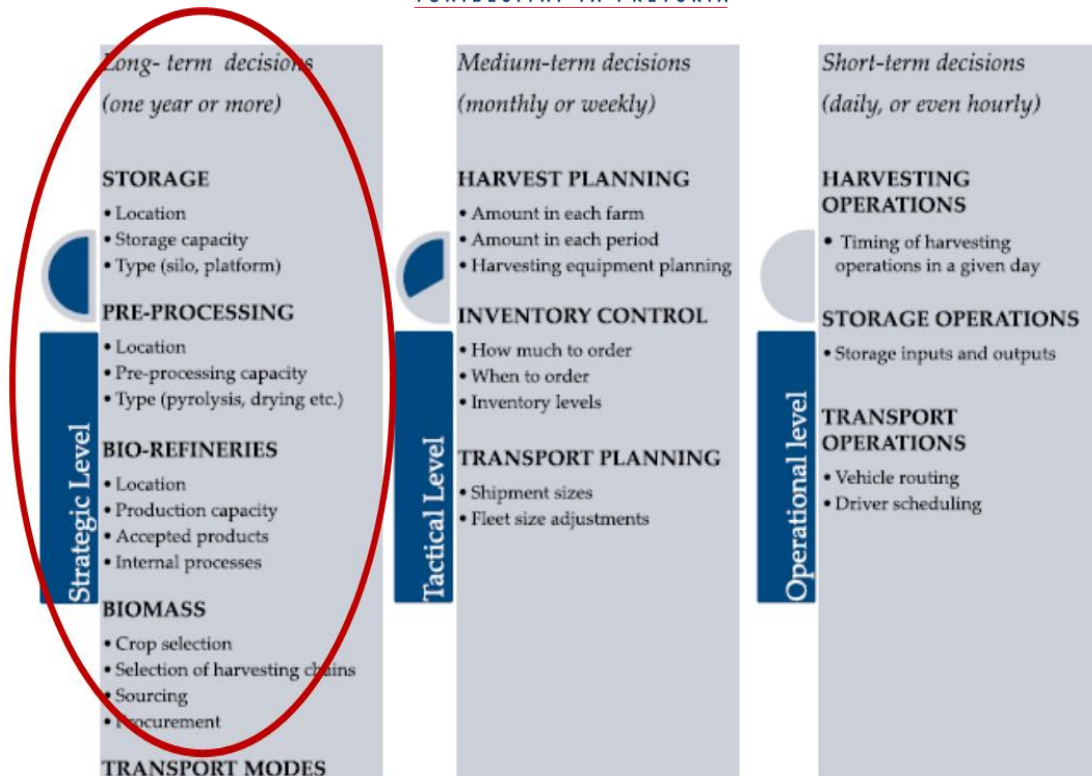 Long- term decisions
(one year or more)
STORAGE
• Location
• Storage capacity
• Type (silo, platform)
PRE-PROCESSING
• Location
• Pre-processing capacity
• Type (pyrolysis, drying etc.)
BIO-REFINERIES
• Location
• Production capacity
• Accepted products
• Internal processes
BIOMASS
• Crop selection
• Selection of harvesting chains
• Sourcing
• Procurement
TRANSPORT MODES
Strategic Level
Medium-term decisions
(monthly or weekly)
HARVEST PLANNING
• Amount in each farm
• Amount in each period
• Harvesting equipment planning
INVENTORY CONTROL
• How much to order
• When to order
• Inventory levels
TRANSPORT PLANNING
• Shipment sizes
• Fleet size adjustments
Tactical Level
Short-term decisions
(daily, or even hourly)
HARVESTING
OPERATIONS
• Timing of harvesting
operations in a given day
STORAGE OPERATIONS
• Storage inputs and outputs
TRANSPORT
OPERATIONS
• Vehicle routing
• Driver scheduling
Operational level